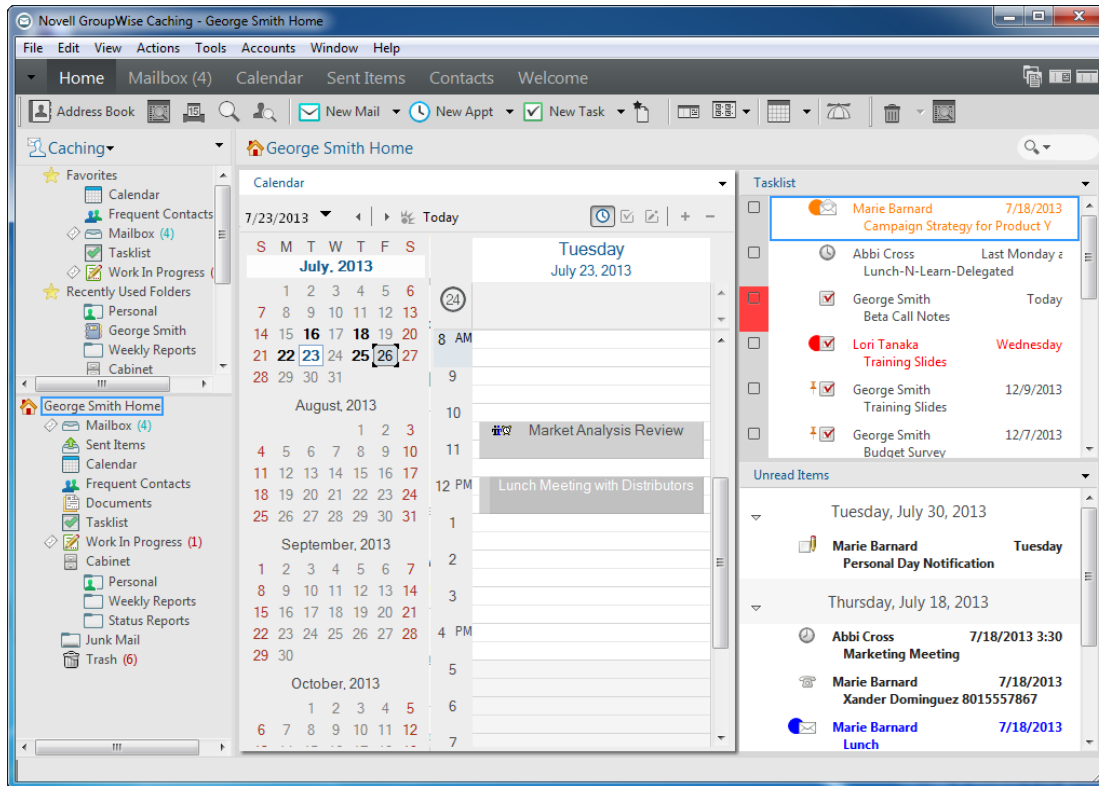 Novell GroupWise Caching - George Smith Home
File Edit View Actions Tools Accounts Window Help
Home Mailbox (4) Calendar Sent Items Contacts Welcome
Address Book 15 New Mail New Appt New Task
Caching
George Smith Home
Favorites
Calendar
Frequent Contacts
Mailbox (4)
Tasklist
Work In Progress (
Recently Used Folders
Personal
George Smith
Weekly Reports
Cabinet
George Smith Home
Mailbox (4)
Sent Items
Calendar
Frequent Contacts
Documents
Tasklist
Work In Progress (1)
Cabinet
Personal
Weekly Reports
Status Reports
Junk Mail
Trash (6)
Calendar
7/23/2013 Today
S M T W T F S
July, 2013
1 2 3 4 5 6
7 8 9 10 11 12 13
14 15 16 17 18 19 20
21 22 23 24 25 26 27
28 29 30 31
August, 2013
1 2 3
4 5 6 7 8 9 10
11 12 13 14 15 16 17
18 19 20 21 22 23 24
25 26 27 28 29 30 31
September, 2013
1 2 3 4 5 6 7
8 9 10 11 12 13 14
15 16 17 18 19 20 21
22 23 24 25 26 27 28
29 30
October, 2013
1 2 3 4 5
6 7 8 9 10 11 12
Tuesday
July 23, 2013
24
8 AM
9
10
Market Analysis Review
11
12 PM Lunch Meeting with Distributors
1
2
3
4 PM
5
6
7
Tasklist
Marie Barnard 7/18/2013
Campaign Strategy for Product Y
Abbi Cross Last Monday a
Lunch-N-Learn-Delegated
George Smith Today
Beta Call Notes
Lori Tanaka Wednesday
Training Slides
George Smith 12/9/2013
Training Slides
George Smith 12/7/2013
Budget Survey
Unread Items
Tuesday, July 30, 2013
Marie Barnard Tuesday
Personal Day Notification
Thursday, July 18, 2013
Abbi Cross 7/18/2013 3:30
Marketing Meeting
Marie Barnard 7/18/2013
Xander Dominguez 8015557867
Marie Barnard 7/18/2013
Lunch